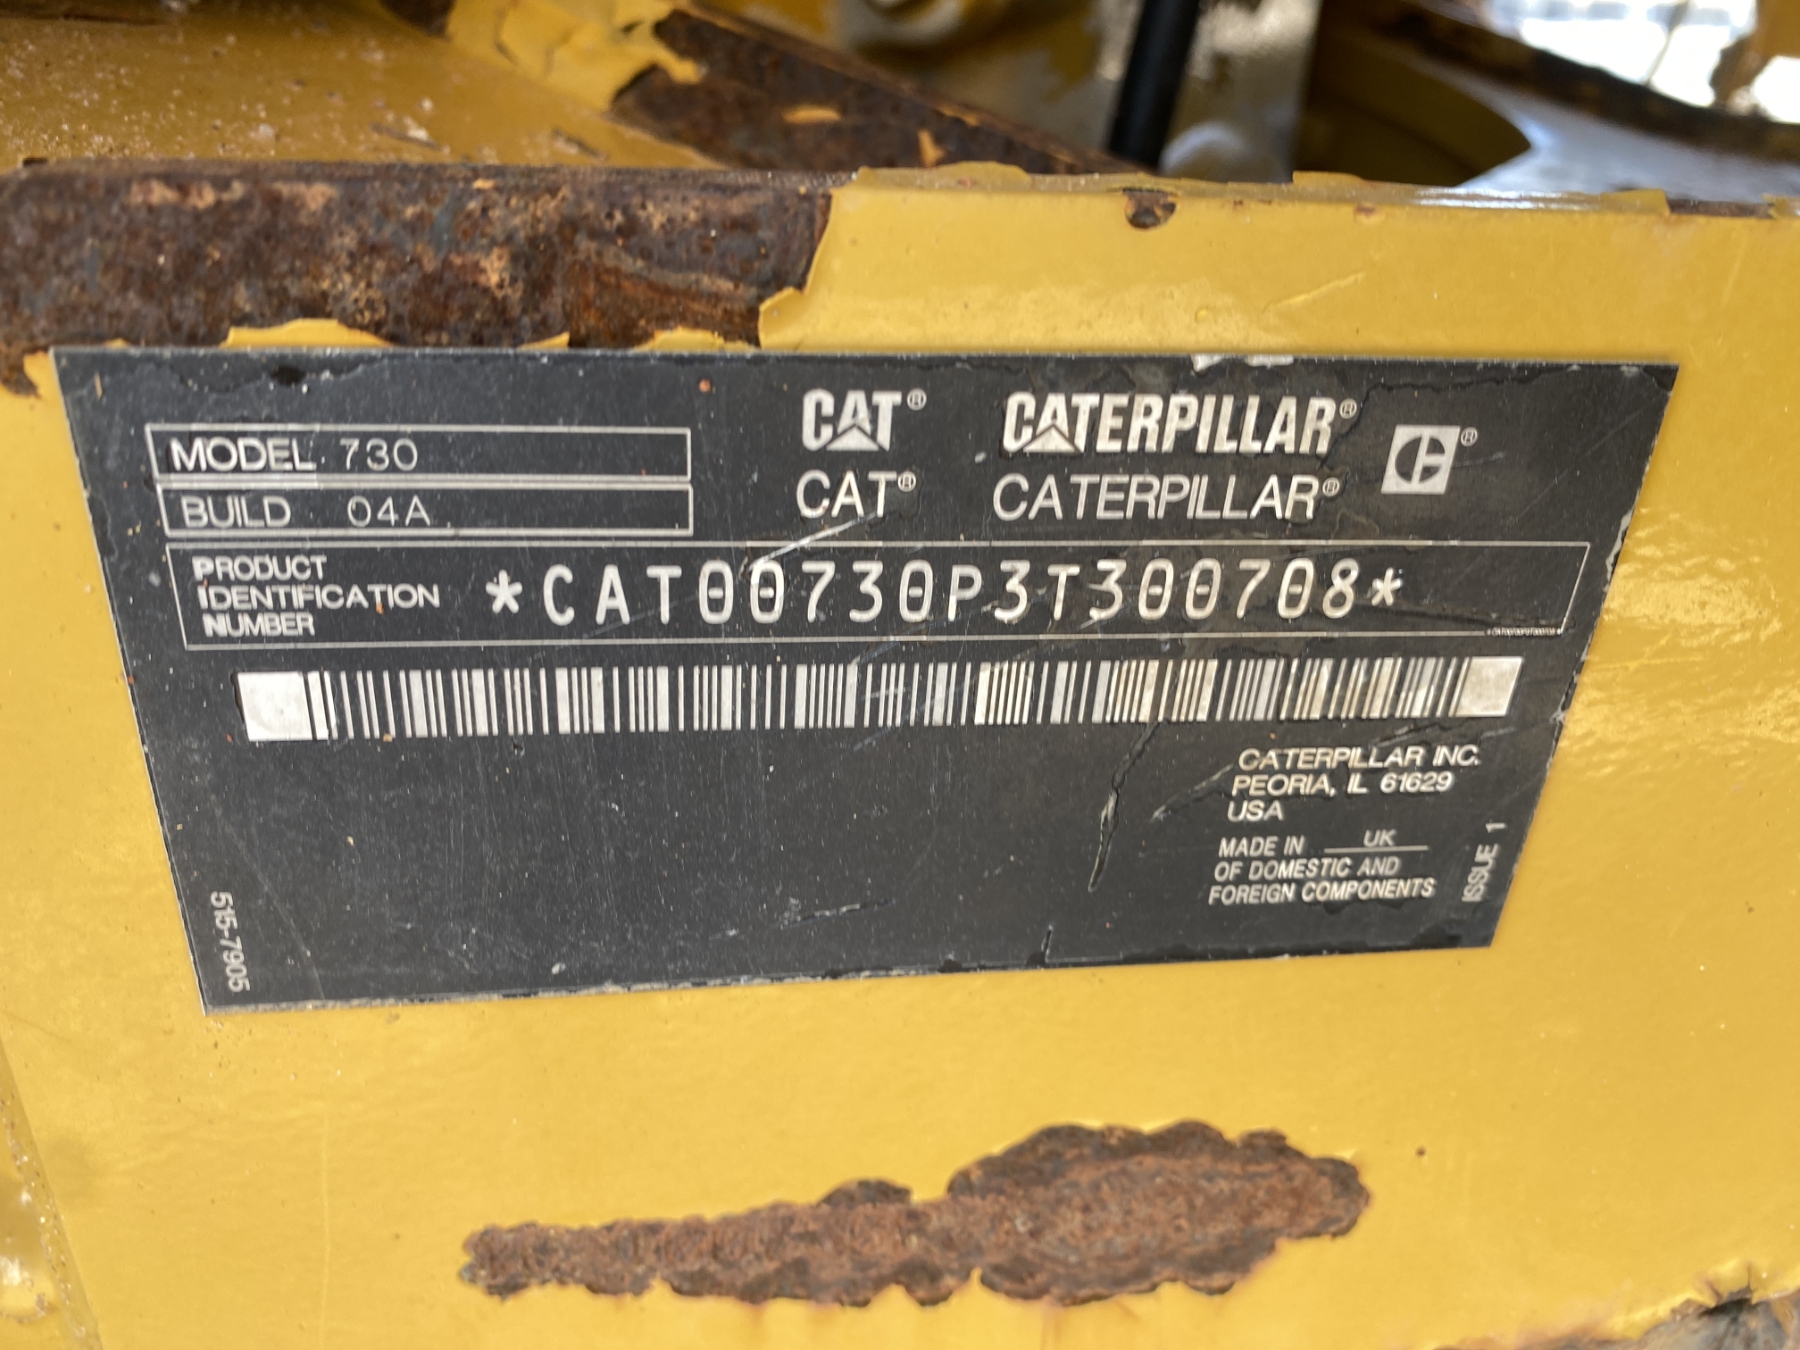 MODEL 730
BUILD 04A
CAT® CATERPILLAR®
CAT® CATERPILLAR®
PRODUCT
IDENTIFICATION
NUMBER
*CAT00730P3T300708*
CATERPILLAR INC.
PEORIA, IL 61629
USA
MADE IN UK
OF DOMESTIC AND
FOREIGN COMPONENTS
ISSUE 1
515-7905